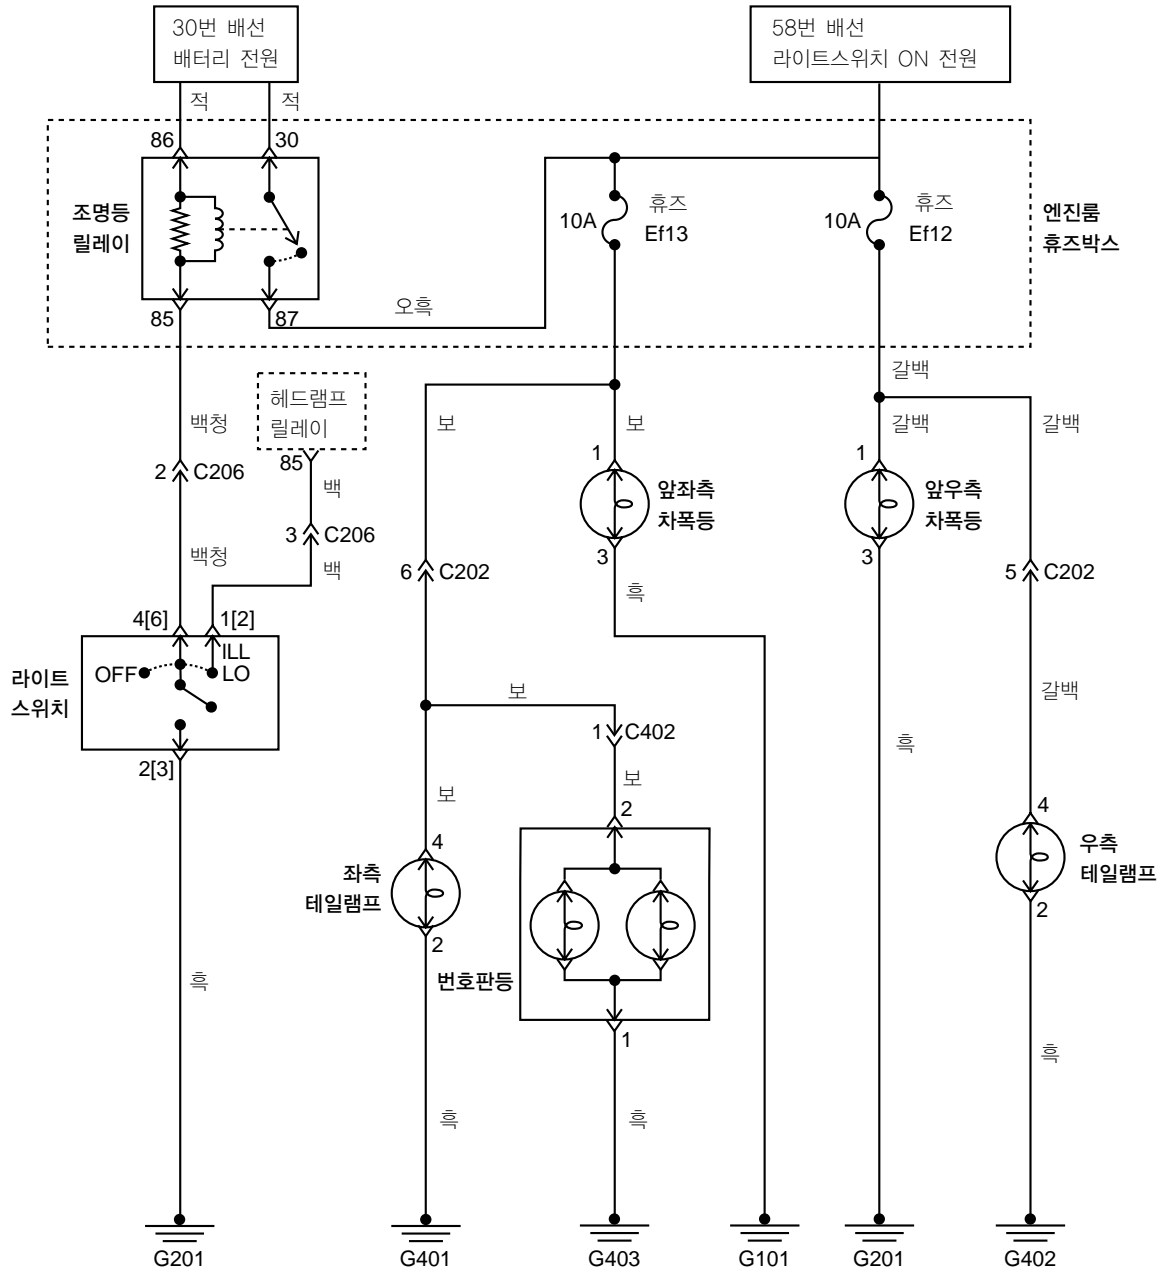 30번 배선
배터리 전원
58번 배선
라이트스위치 ON 전원
적
적
86
30
조명등
릴레이
10A
휴즈
Ef13
10A
휴즈
Ef12
엔진룸
휴즈박스
85
87
오흑
갈백
헤드램프
릴레이
85
백청
보
보
갈백
갈백
2
C206
백
1
앞좌측
차폭등
3
1
앞우측
차폭등
3
3
C206
백청
백
6
C202
흑
5
C202
4[6]
1[2]
ILL
OFF
LO
라이트
스위치
2[3]
보
갈백
1
C402
흑
보
보
2
4
4
좌측
테일램프
2
우측
테일램프
2
번호판등
1
흑
흑
흑
흑
G201
G401
G403
G101
G201
G402